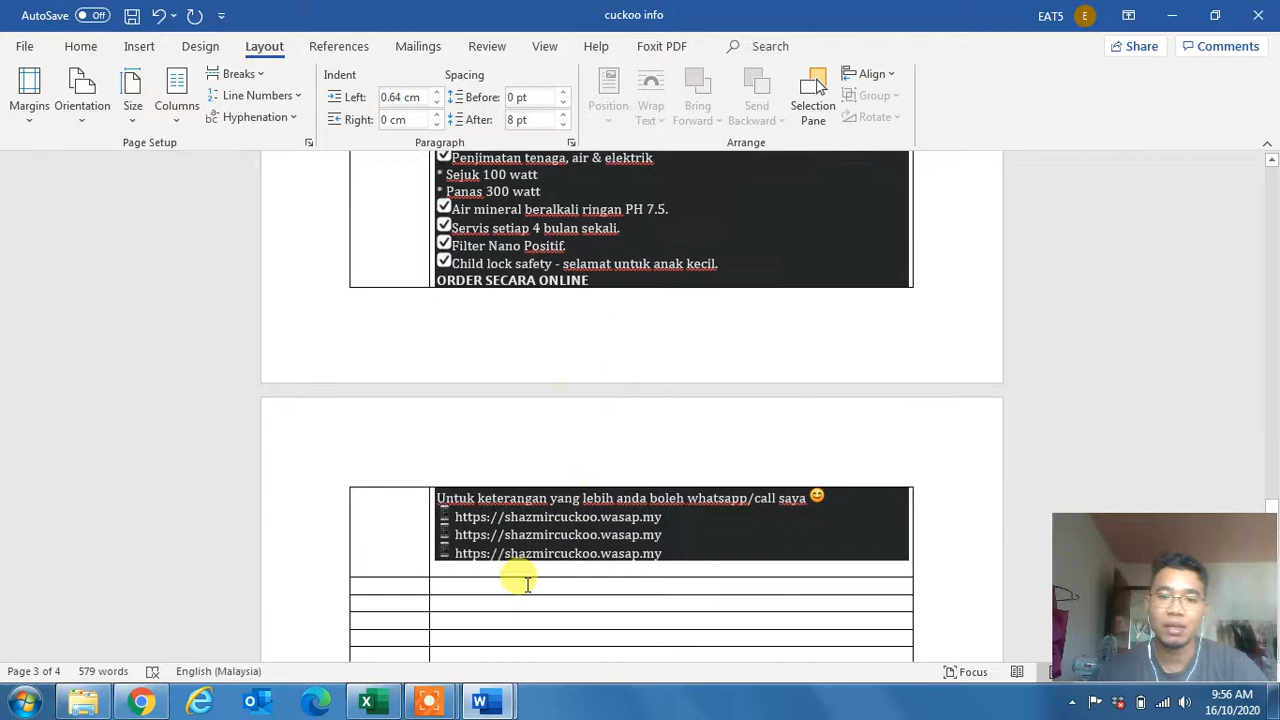 AutoSave Off
cuckoo info
EAT5 E
File Home Insert Design Layout References Mailings Review View Help Foxit PDF Search Share Comments
Margins Orientation Size Columns
Breaks
Line Numbers
Hyphenation
Page Setup
Indent
Left: 0.64 cm
Right: 0 cm
Spacing
Before: 0 pt
After: 8 pt
Paragraph
Position Wrap Text Bring Forward Send Backward Selection Pane
Align
Group
Rotate
Arrange
Penjimatan tenaga, air & elektrik
* Sejuk 100 watt
* Panas 300 watt
Air mineral beralkali ringan PH 7.5.
Servis setiap 4 bulan sekali.
Filter Nano Positif.
Child lock safety - selamat untuk anak kecil.
ORDER SECARA ONLINE
Untuk keterangan yang lebih anda boleh whatsapp/call saya 😊
📱 https://shazmircuckoo.wasap.my
📱 https://shazmircuckoo.wasap.my
📱 https://shazmircuckoo.wasap.my
Page 3 of 4 579 words English (Malaysia) Focus
9:56 AM
16/10/2020